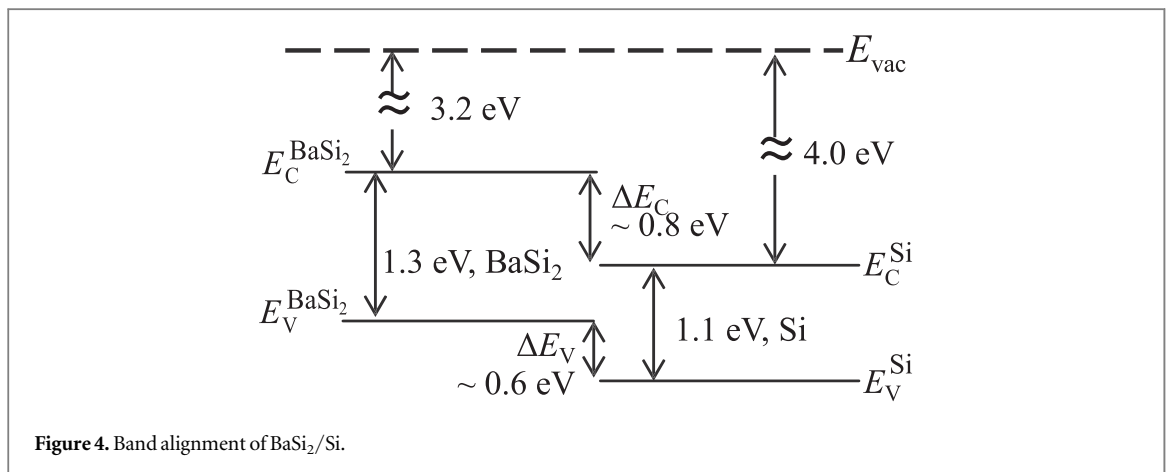 E_vac
3.2 eV
4.0 eV
E_C^BaSi₂
ΔE_C
~ 0.8 eV
1.3 eV, BaSi₂
E_C^Si
E_V^BaSi₂
1.1 eV, Si
ΔE_V
~ 0.6 eV
E_V^Si
Figure 4. Band alignment of BaSi₂/Si.